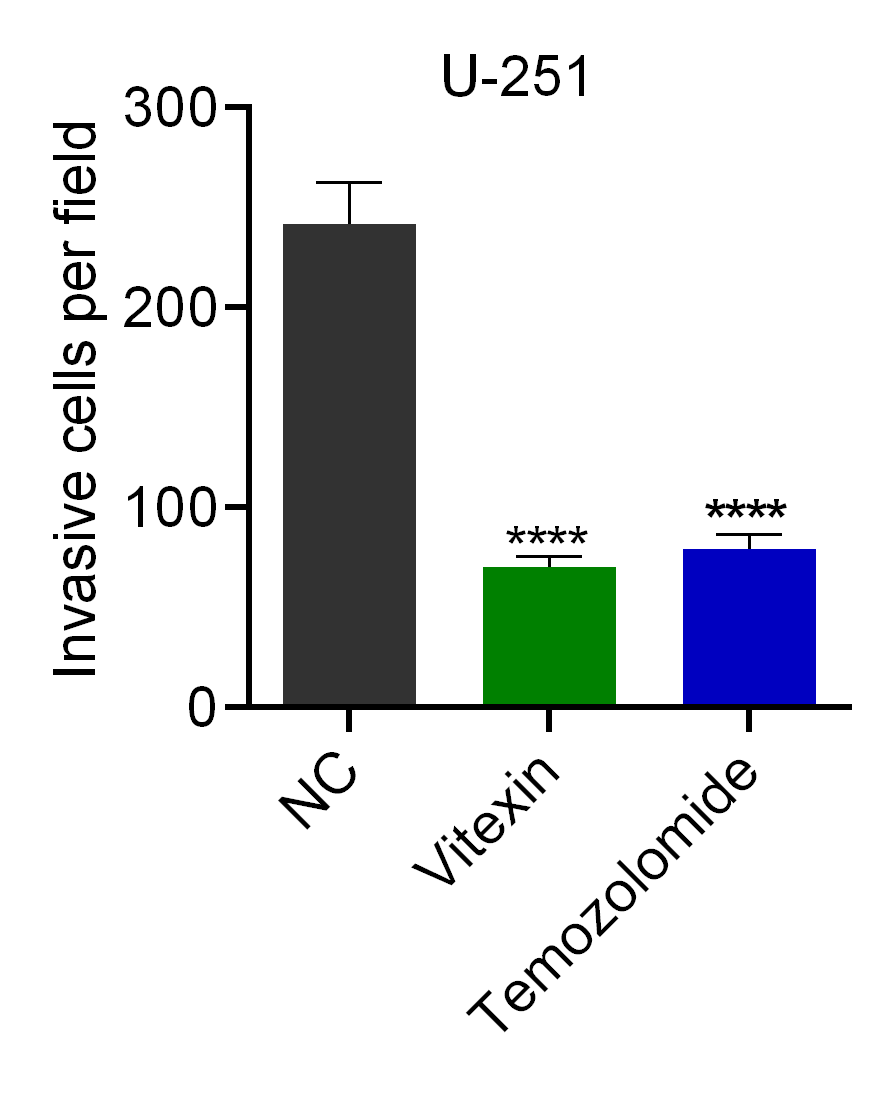 U-251
Invasive cells per field
300
200
100
0
****
****
NC
Vitexin
Temozolomide